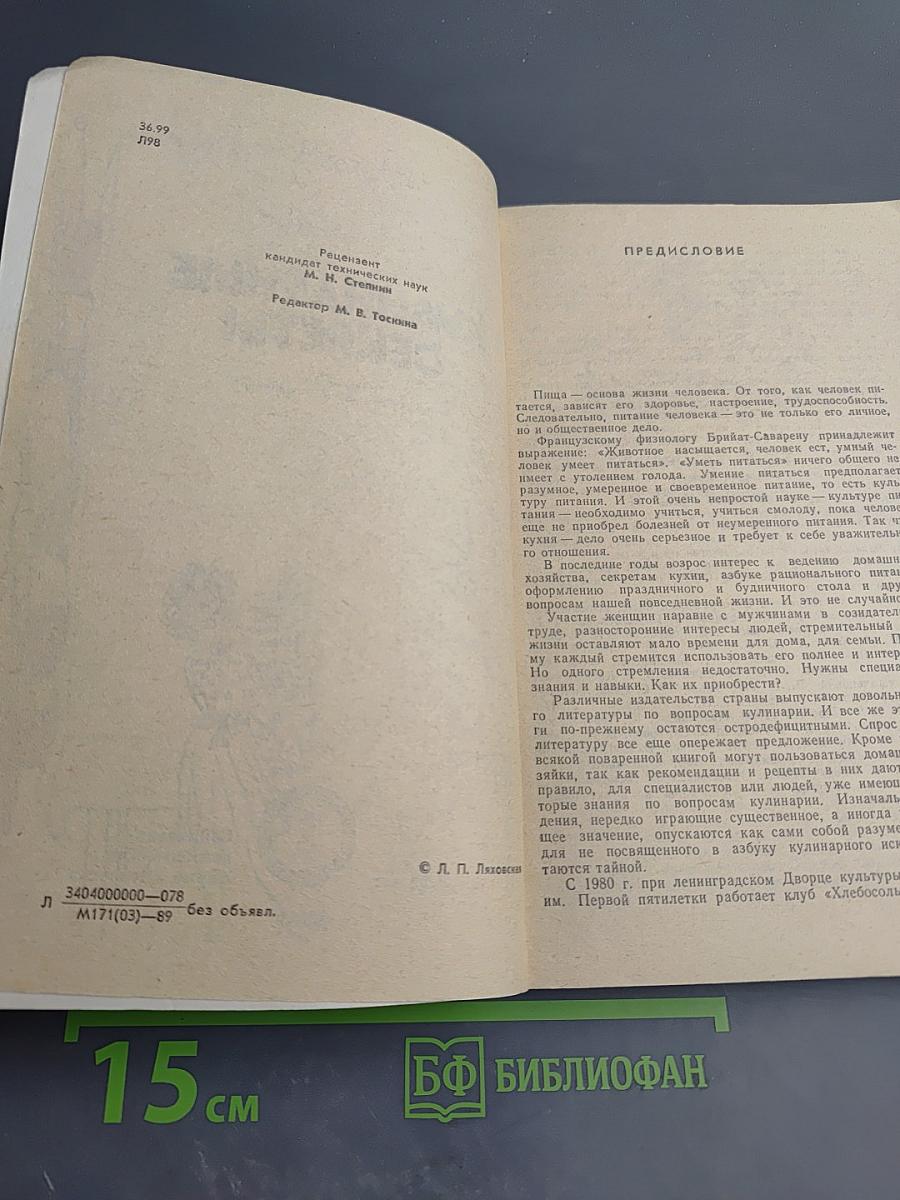 36.99
Л98
Рецензент
кандидат технических наук
М. Н. Степнин
Редактор М. В. Тоскина
© Л. П. Ляховская
Л 3404000000—078
М171(03)—89 без объявл.
ПРЕДИСЛОВИЕ
Пища — основа жизни человека. От того, как человек пи-
тается, зависят его здоровье, настроение, трудоспособность.
Следовательно, питание человека — это не только его личное,
но и общественное дело.
Французскому физиологу Брийат-Саварену принадлежит
выражение: «Животное насыщается, человек ест, умный че-
ловек умеет питаться». «Уметь питаться» ничего общего не
имеет с утолением голода. Умение питаться предполагает
разумное, умеренное и своевременное питание, то есть куль-
туру питания. И этой очень непростой науке — культуре пи-
тания — необходимо учиться, учиться смолоду, пока челове
еще не приобрел болезней от неумеренного питания. Так ч
кухня — дело очень серьезное и требует к себе уважитель
го отношения.
В последние годы возрос интерес к ведению домашн
хозяйства, секретам кухни, азбуке рационального питан
оформлению праздничного и будничного стола и дру
вопросам нашей повседневной жизни. И это не случайно
Участие женщин наравне с мужчинами в созидател
труде, разносторонние интересы людей, стремительный
жизни оставляют мало времени для дома, для семьи. П
му каждый стремится использовать его полнее и интер
Но одного стремления недостаточно. Нужны специа
знания и навыки. Как их приобрести?
Различные издательства страны выпускают довольн
го литературы по вопросам кулинарии. И все же эт
ги по-прежнему остаются остродефицитными. Спрос
литературу все еще опережает предложение. Кроме
всякой поваренной книгой могут пользоваться домаш
зяйки, так как рекомендации и рецепты в них дают
правило, для специалистов или людей, уже имеющ
торые знания по вопросам кулинарии. Изначаль
дения, нередко играющие существенное, а иногда
щее значение, опускаются как сами собой разуме
для не посвященного в азбуку кулинарного иск
таются тайной.
С 1980 г. при ленинградском Дворце культуры
им. Первой пятилетки работает клуб «Хлебосоль
15 см
БФ БИБЛИОФАН